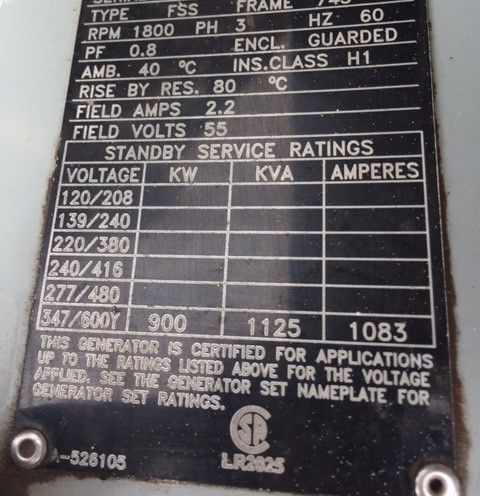 TYPE FSS FRAME
RPM 1800 PH 3 HZ 60
PF 0.8 ENCL. GUARDED
AMB. 40 °C INS.CLASS H1
RISE BY RES. 80 °C
FIELD AMPS 2.2
FIELD VOLTS 55
STANDBY SERVICE RATINGS
VOLTAGE KW KVA AMPERES
120/208
139/240
220/380
240/416
277/480
347/600Y 900 1125 1083
THIS GENERATOR IS CERTIFIED FOR APPLICATIONS
UP TO THE RATINGS LISTED ABOVE FOR THE VOLTAGE
APPLIED. SEE THE GENERATOR SET NAMEPLATE FOR
GENERATOR SET RATINGS.
A-526105
LR2025